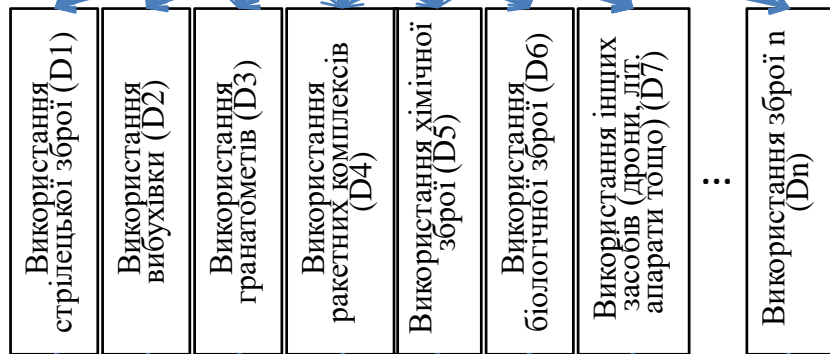 Використання
стрілецької зброї (D1)
Використання
вибухівки (D2)
Використання
гранатометів (D3)
Використання
ракетних комплексів
(D4)
Використання хімічної
зброї (D5)
Використання
біологічної зброї (D6)
Використання інших
засобів (дрони, літ.
апарати тощо) (D7)
...
Використання зброї n
(Dn)